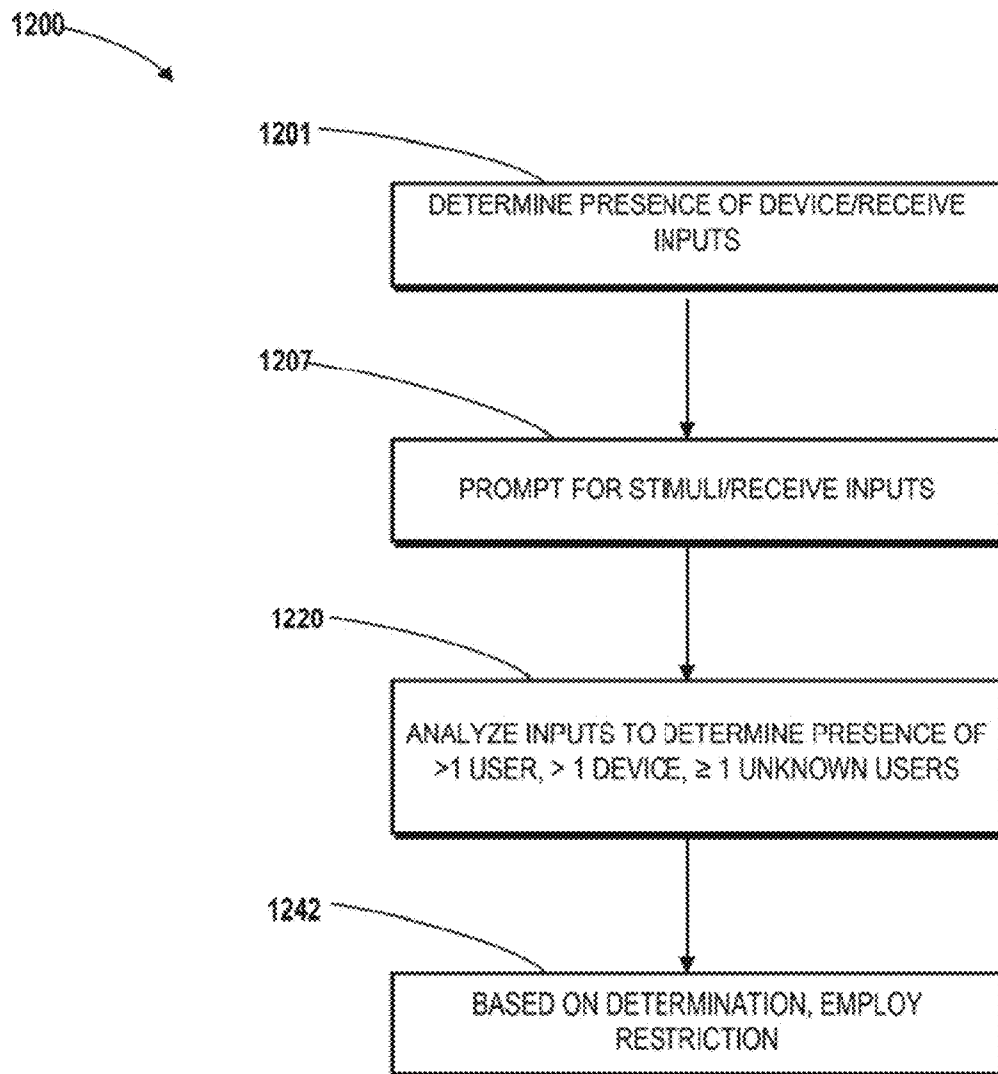 1200
1201
DETERMINE PRESENCE OF DEVICE/RECEIVE
INPUTS
1207
PROMPT FOR STIMULI/RECEIVE INPUTS
1220
ANALYZE INPUTS TO DETERMINE PRESENCE OF
>1 USER, > 1 DEVICE, ≥ 1 UNKNOWN USERS
1242
BASED ON DETERMINATION, EMPLOY
RESTRICTION